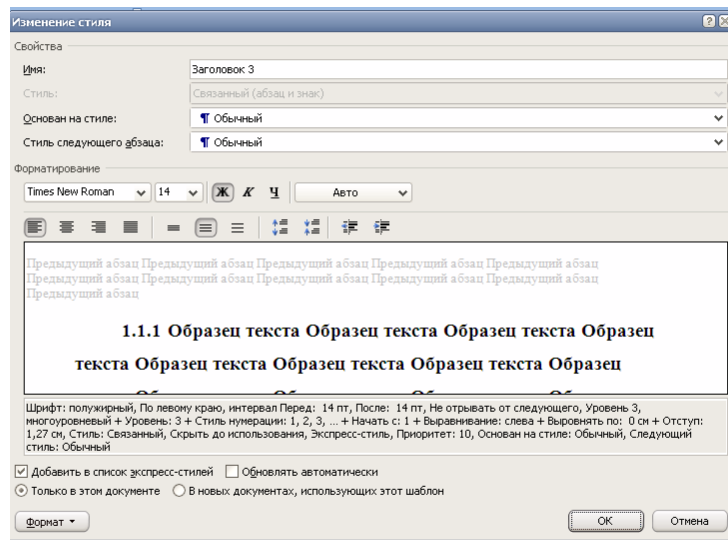 Изменение стиля
Свойства
Имя: Заголовок 3
Стиль: Связанный (абзац и знак)
Основан на стиле: ¶ Обычный
Стиль следующего абзаца: ¶ Обычный
Форматирование
Times New Roman 14 Ж К Ч Авто
Предыдущий абзац Предыдущий абзац Предыдущий абзац Предыдущий абзац Предыдущий абзац
Предыдущий абзац Предыдущий абзац Предыдущий абзац Предыдущий абзац Предыдущий абзац
Предыдущий абзац
1.1.1 Образец текста Образец текста Образец текста Образец
текста Образец текста Образец текста Образец текста Образец
Шрифт: полужирный, По левому краю, интервал Перед: 14 пт, После: 14 пт, Не отрывать от следующего, Уровень 3,
многоуровневый + Уровень: 3 + Стиль нумерации: 1, 2, 3, ... + Начать с: 1 + Выравнивание: слева + Выровнять по: 0 см + Отступ:
1,27 см, Стиль: Связанный, Скрыть до использования, Экспресс-стиль, Приоритет: 10, Основан на стиле: Обычный, Следующий
стиль: Обычный
Добавить в список экспресс-стилей Обновлять автоматически
Только в этом документе В новых документах, использующих этот шаблон
Формат OK Отмена